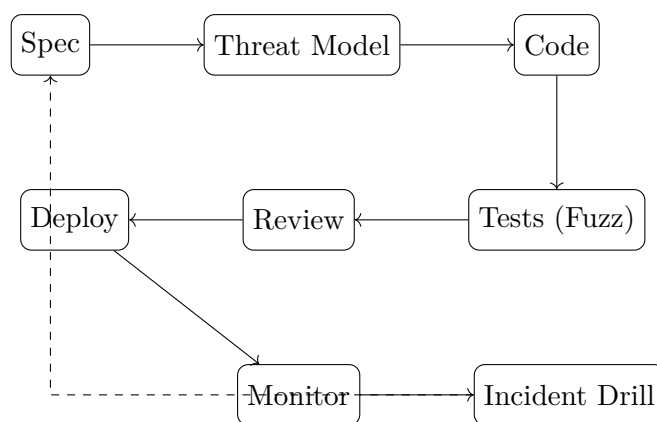 Spec
Threat Model
Code
Deploy
Review
Tests (Fuzz)
Monitor
Incident Drill